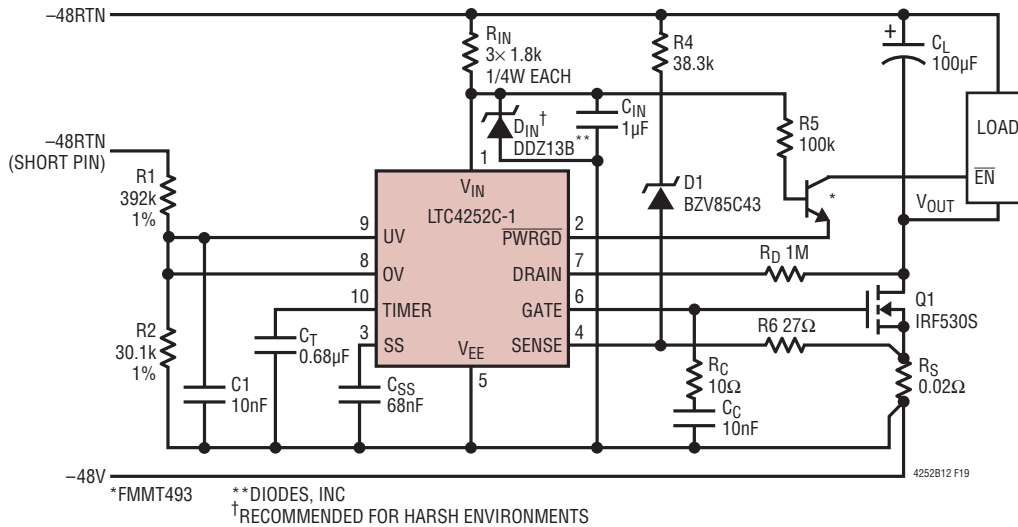 –48RTN
R_IN
3× 1.8k
1/4W EACH
R4
38.3k
+
C_L
100µF
C_IN
1µF
D_IN†
DDZ13B**
–48RTN
(SHORT PIN)
R5
100k
LOAD
EN
R1
392k
1%
1
V_IN
LTC4252C-1
D1
BZV85C43
*
V_OUT
9
UV
PWRGD
2
8
OV
DRAIN
7
R_D 1M
10
TIMER
GATE
6
Q1
IRF530S
R2
30.1k
1%
C_T
0.68µF
3
SS
V_EE
SENSE
4
R6 27Ω
5
R_S
0.02Ω
R_C
10Ω
C1
10nF
C_SS
68nF
C_C
10nF
–48V
4252B12 F19
*FMMT493
**DIODES, INC
†RECOMMENDED FOR HARSH ENVIRONMENTS